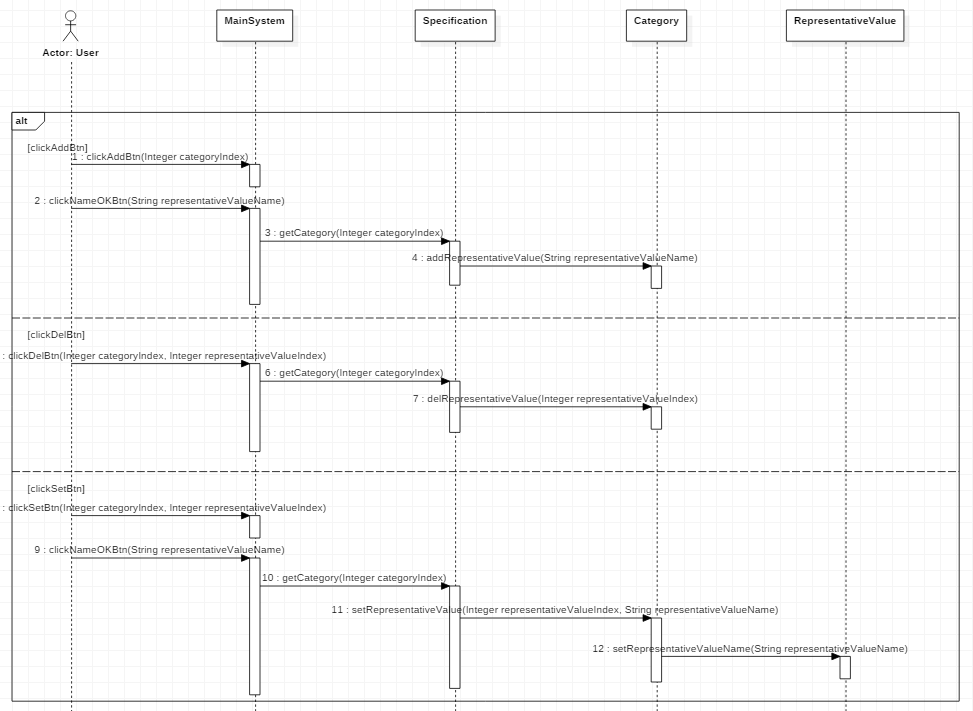 MainSystem
Specification
Category
RepresentativeValue
Actor: User
alt
[clickAddBtn]
1 : clickAddBtn(Integer categoryIndex)
2 : clickNameOKBtn(String representativeValueName)
3 : getCategory(Integer categoryIndex)
4 : addRepresentativeValue(String representativeValueName)
[clickDelBtn]
: clickDelBtn(Integer categoryIndex, Integer representativeValueIndex)
6 : getCategory(Integer categoryIndex)
7 : delRepresentativeValue(Integer representativeValueIndex)
[clickSetBtn]
: clickSetBtn(Integer categoryIndex, Integer representativeValueIndex)
9 : clickNameOKBtn(String representativeValueName)
10 : getCategory(Integer categoryIndex)
11 : setRepresentativeValue(Integer representativeValueIndex, String representativeValueName)
12 : setRepresentativeValueName(String representativeValueName)